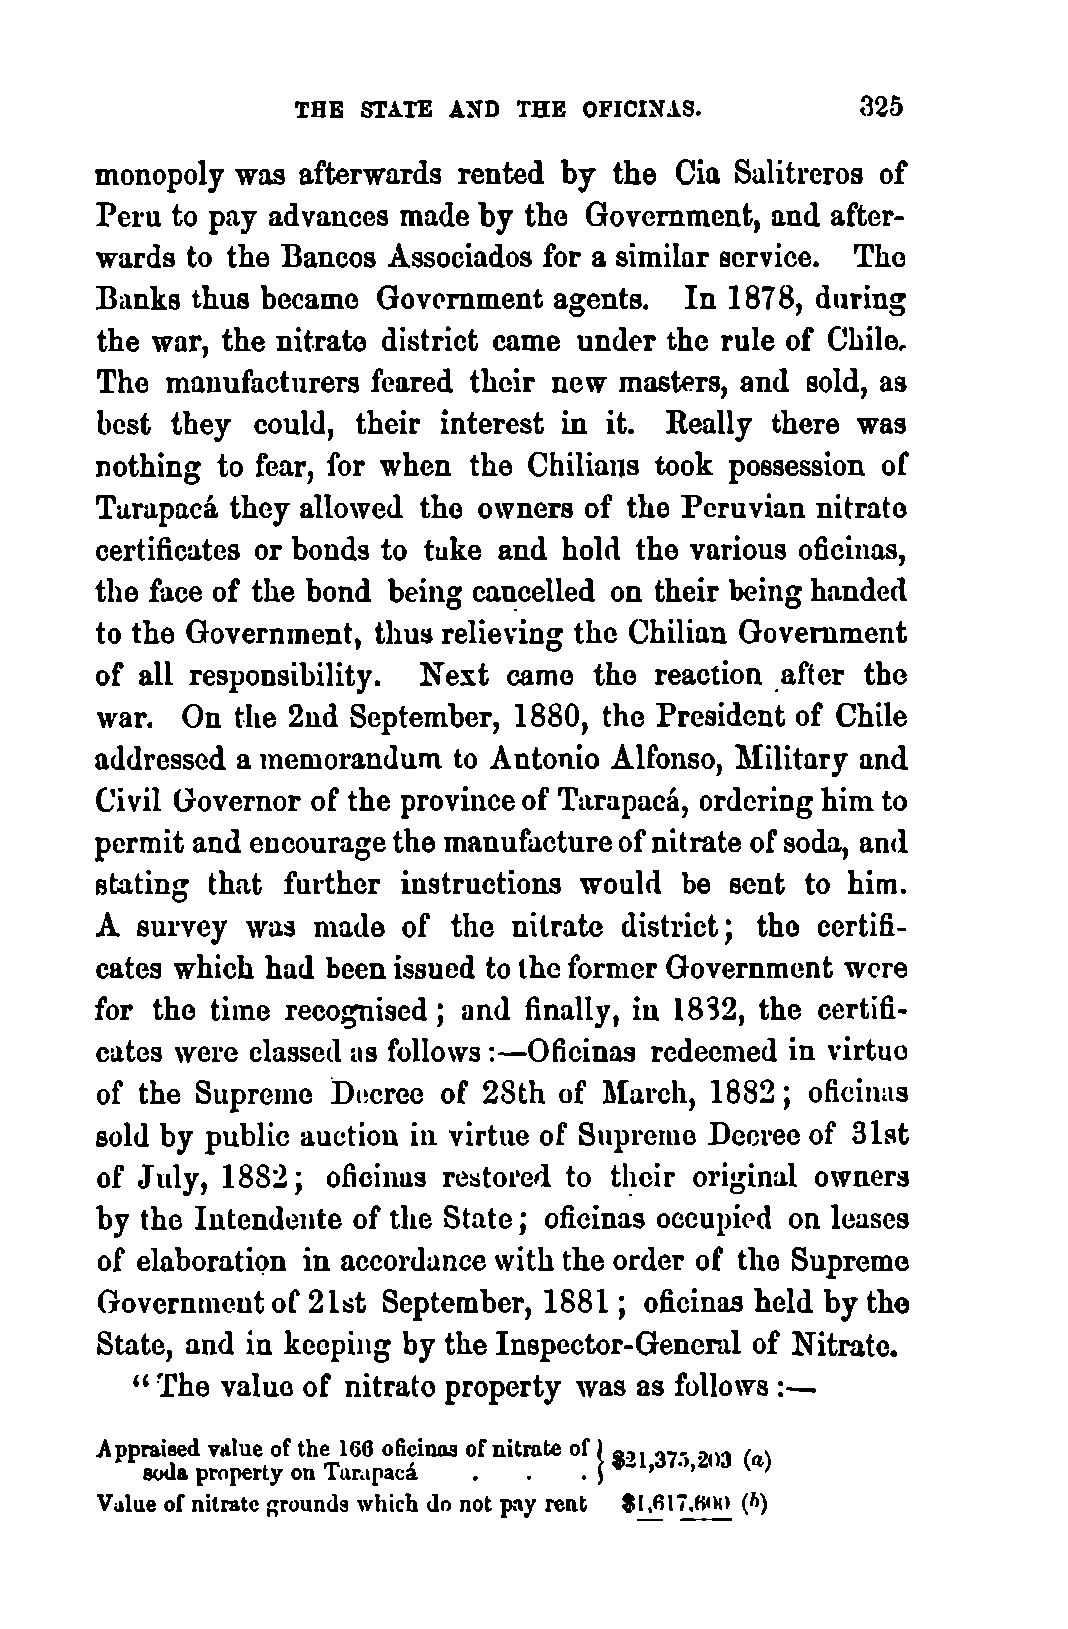 THE STATE AND THE OFICINAS. 325
monopoly was afterwards rented by the Cia Salitreros of
Peru to pay advances made by the Government, and after-
wards to the Bancos Associados for a similar service. The
Banks thus became Government agents. In 1878, during
the war, the nitrate district came under the rule of Chile.
The manufacturers feared their new masters, and sold, as
best they could, their interest in it. Really there was
nothing to fear, for when the Chilians took possession of
Tarapacá they allowed the owners of the Peruvian nitrate
certificates or bonds to take and hold the various oficinas,
the face of the bond being cancelled on their being handed
to the Government, thus relieving the Chilian Government
of all responsibility. Next came the reaction after the
war. On the 2nd September, 1880, the President of Chile
addressed a memorandum to Antonio Alfonso, Military and
Civil Governor of the province of Tarapacá, ordering him to
permit and encourage the manufacture of nitrate of soda, and
stating that further instructions would be sent to him.
A survey was made of the nitrate district; the certifi-
cates which had been issued to the former Government were
for the time recognised; and finally, in 1882, the certifi-
cates were classed as follows:—Oficinas redeemed in virtue
of the Supreme Decree of 28th of March, 1882; oficinas
sold by public auction in virtue of Supreme Decree of 31st
of July, 1882; oficinas restored to their original owners
by the Intendente of the State; oficinas occupied on leases
of elaboration in accordance with the order of the Supreme
Government of 21st September, 1881; oficinas held by the
State, and in keeping by the Inspector-General of Nitrate.
"The value of nitrate property was as follows:—
Appraised value of the 166 oficinas of nitrate of
soda property on Tarapacá . . . } $21,375,203 (a)
Value of nitrate grounds which do not pay rent $1,617,600 (b)